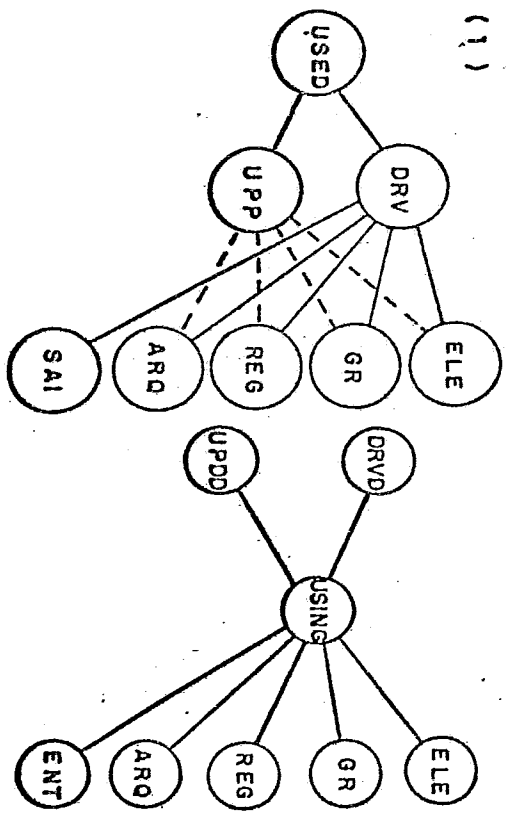 (1)
USED
DRV
UPP
ELE
GR
REG
ARQ
SAI
DRVD
UPDD
USING
ELE
GR
REG
ARQ
ENT